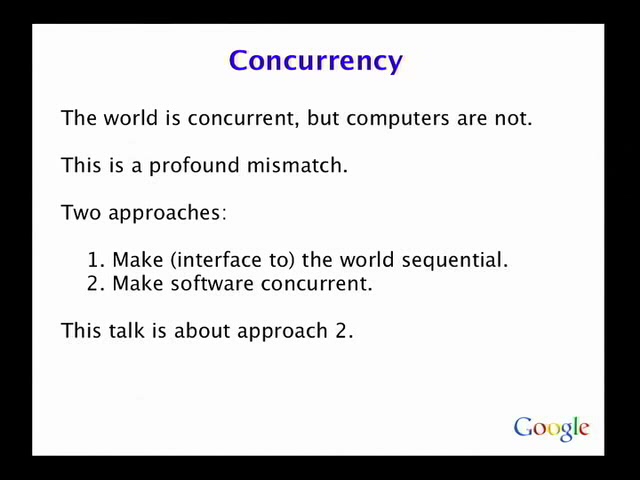 Concurrency
The world is concurrent, but computers are not.
This is a profound mismatch.
Two approaches:
1. Make (interface to) the world sequential.
2. Make software concurrent.
This talk is about approach 2.
Google